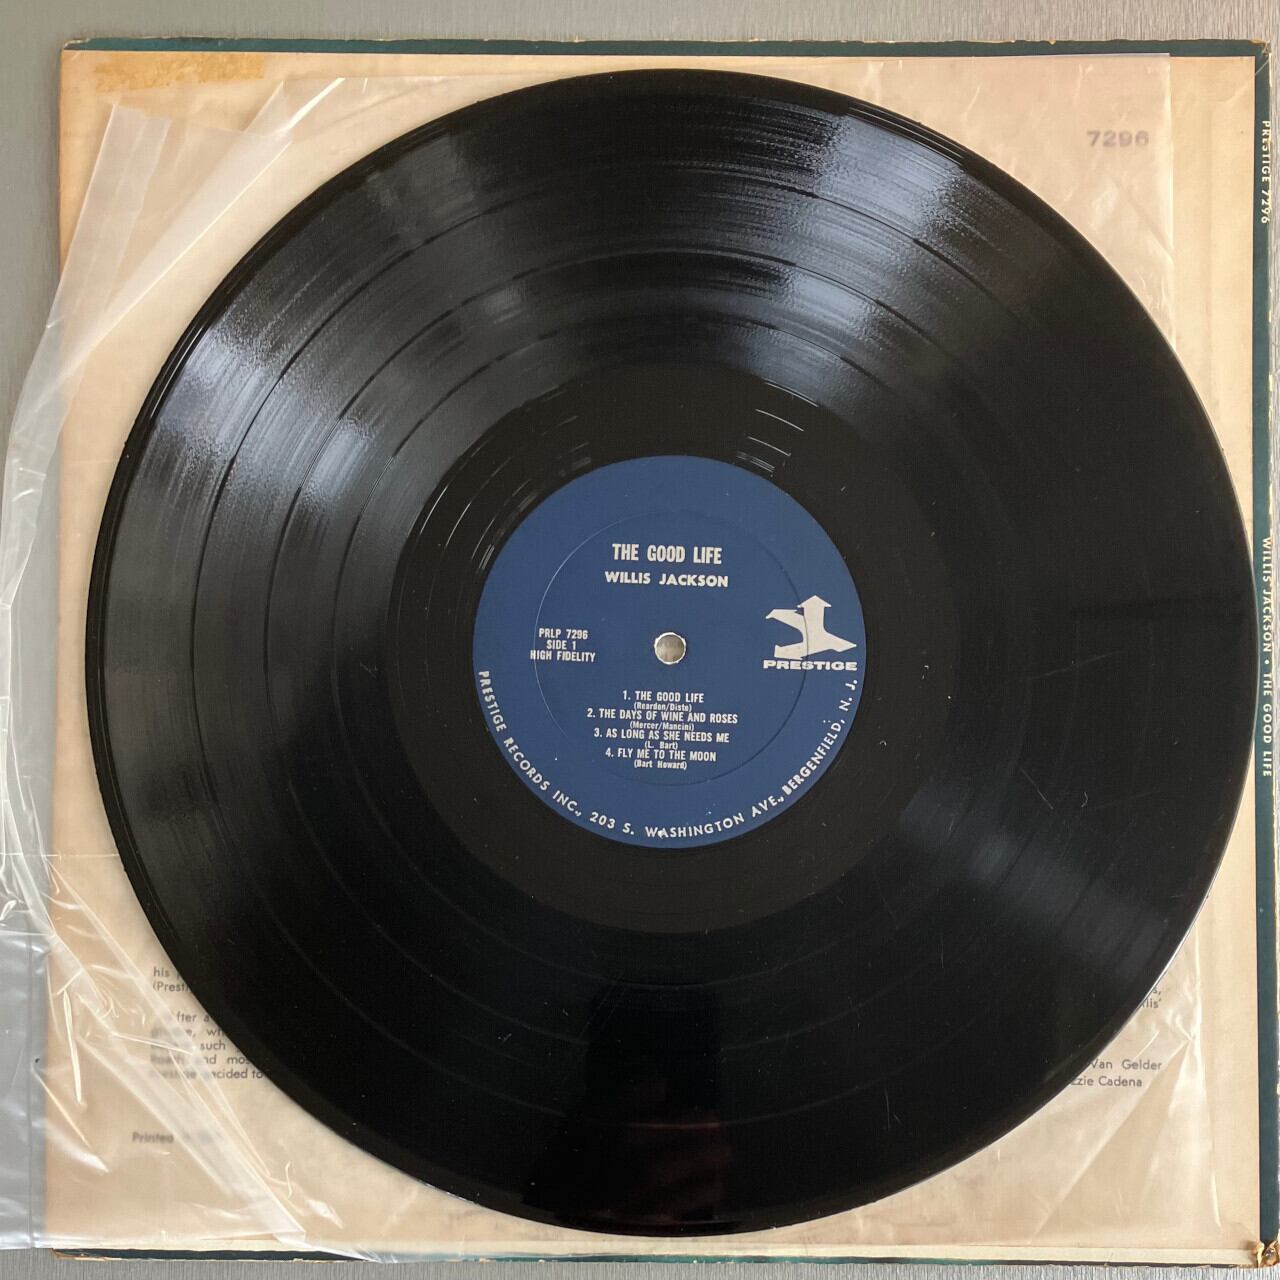 7296
PRESTIGE 7296
WILLIS JACKSON • THE GOOD LIFE
THE GOOD LIFE
WILLIS JACKSON
PRLP 7296
SIDE 1
HIGH FIDELITY
PRESTIGE
1. THE GOOD LIFE
(Reardon/Diste)
2. THE DAYS OF WINE AND ROSES
(Mercer/Mancini)
3. AS LONG AS SHE NEEDS ME
(L. Bart)
4. FLY ME TO THE MOON
(Bart Howard)
PRESTIGE RECORDS INC., 203 S. WASHINGTON AVE., BERGENFIELD, N. J.
his
such
Van Gelder
Cadena
Printed